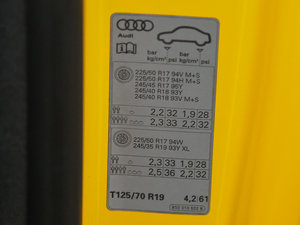 Audi
bar kg/cm² psi bar kg/cm² psi
225/50 R17 94V M+S
225/50 R17 94H M+S
245/45 R17 95Y
245/40 R18 93Y
245/40 R18 93V M+S
2,2 32 1,9 28
2,3 33 2,2 32
225/50 R17 94W
245/35 R19 93Y XL
2,3 33 1,9 28
2,5 36 2,2 32
T125/70 R19 4,2 61